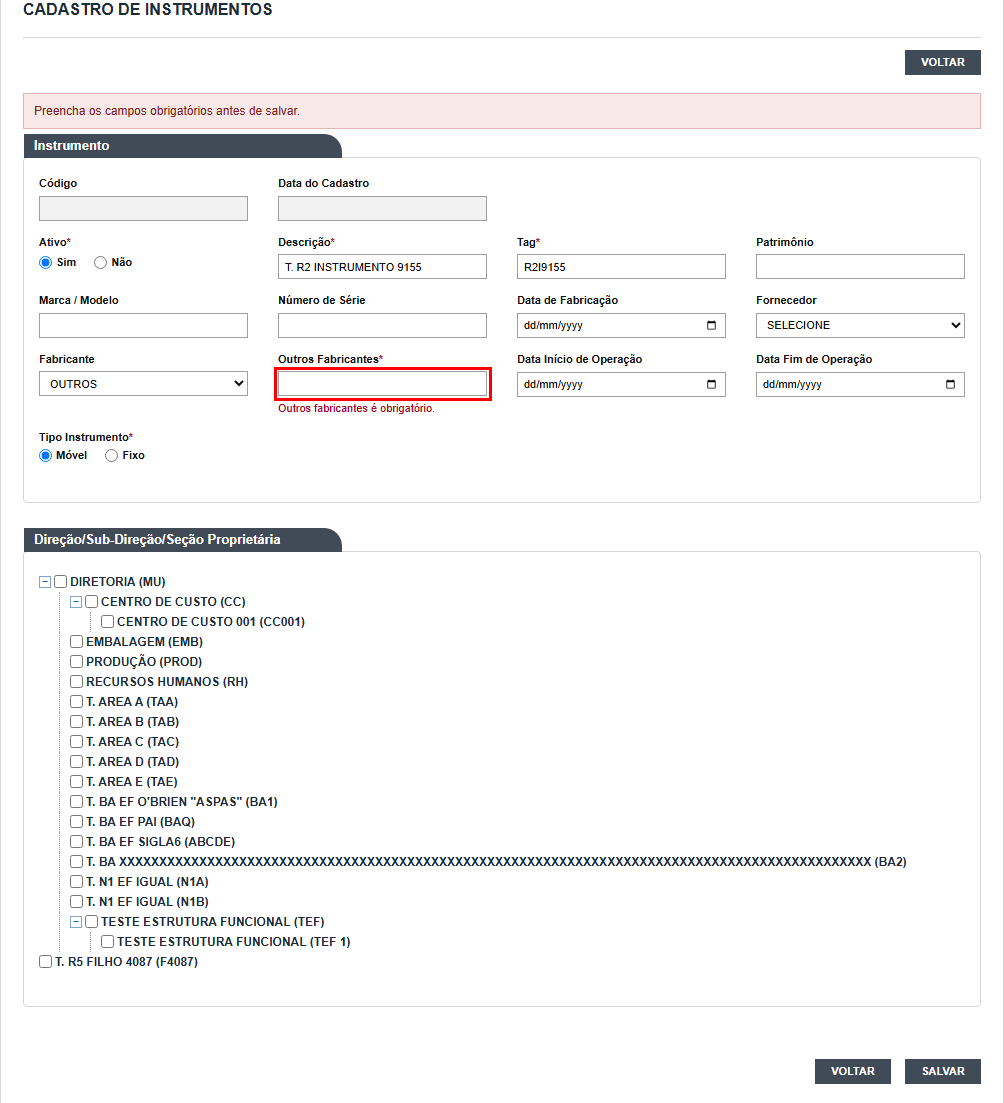 CADASTRO DE INSTRUMENTOS
VOLTAR
Preencha os campos obrigatórios antes de salvar.
Instrumento
Código Data do Cadastro
Ativo* Descrição* Tag* Patrimônio
Sim Não T. R2 INSTRUMENTO 9155 R2I9155
Marca / Modelo Número de Série Data de Fabricação Fornecedor
dd/mm/yyyy SELECIONE
Fabricante Outros Fabricantes* Data Início de Operação Data Fim de Operação
OUTROS dd/mm/yyyy dd/mm/yyyy
Outros fabricantes é obrigatório.
Tipo Instrumento*
Móvel Fixo
Direção/Sub-Direção/Seção Proprietária
DIRETORIA (MU)
CENTRO DE CUSTO (CC)
CENTRO DE CUSTO 001 (CC001)
EMBALAGEM (EMB)
PRODUÇÃO (PROD)
RECURSOS HUMANOS (RH)
T. AREA A (TAA)
T. AREA B (TAB)
T. AREA C (TAC)
T. AREA D (TAD)
T. AREA E (TAE)
T. BA EF O'BRIEN "ASPAS" (BA1)
T. BA EF PAI (BAQ)
T. BA EF SIGLA6 (ABCDE)
T. BA XXXXXXXXXXXXXXXXXXXXXXXXXXXXXXXXXXXXXXXXXXXXXXXXXXXXXXXXXXXXXXXXXXXXXXXXXXXXXXXXXXXXXXXXXXXXXX (BA2)
T. N1 EF IGUAL (N1A)
T. N1 EF IGUAL (N1B)
TESTE ESTRUTURA FUNCIONAL (TEF)
TESTE ESTRUTURA FUNCIONAL (TEF 1)
T. R5 FILHO 4087 (F4087)
VOLTAR SALVAR